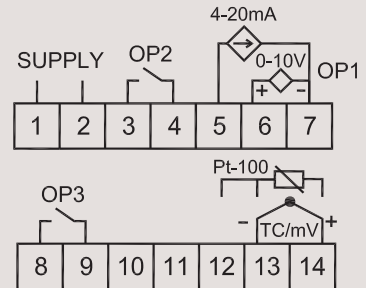 4-20mA
SUPPLY OP2 0-10V OP1
+ -
1 2 3 4 5 6 7
Pt-100
OP3 - TC/mV +
8 9 10 11 12 13 14